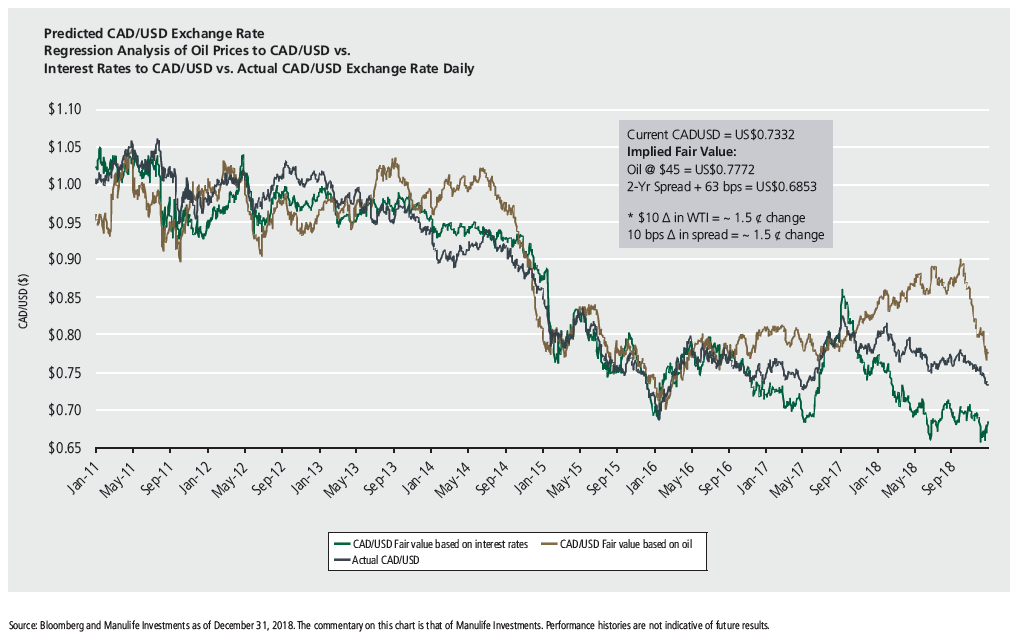 Predicted CAD/USD Exchange Rate
Regression Analysis of Oil Prices to CAD/USD vs.
Interest Rates to CAD/USD vs. Actual CAD/USD Exchange Rate Daily
$1.10
$1.05
$1.00
$0.95
$0.90
$0.85
$0.80
$0.75
$0.70
$0.65
CAD/USD ($)
Current CADUSD = US$0.7332
Implied Fair Value:
Oil @ $45 = US$0.7772
2-Yr Spread + 63 bps = US$0.6853
* $10 Δ in WTI = ~ 1.5 ¢ change
10 bps Δ in spread = ~ 1.5 ¢ change
Jan-11
May-11
Sep-11
Jan-12
May-12
Sep-12
Jan-13
May-13
Sep-13
Jan-14
May-14
Sep-14
Jan-15
May-15
Sep-15
Jan-16
May-16
Sep-16
Jan-17
May-17
Sep-17
Jan-18
May-18
Sep-18
CAD/USD Fair value based on interest rates
CAD/USD Fair value based on oil
Actual CAD/USD
Source: Bloomberg and Manulife Investments as of December 31, 2018. The commentary on this chart is that of Manulife Investments. Performance histories are not indicative of future results.